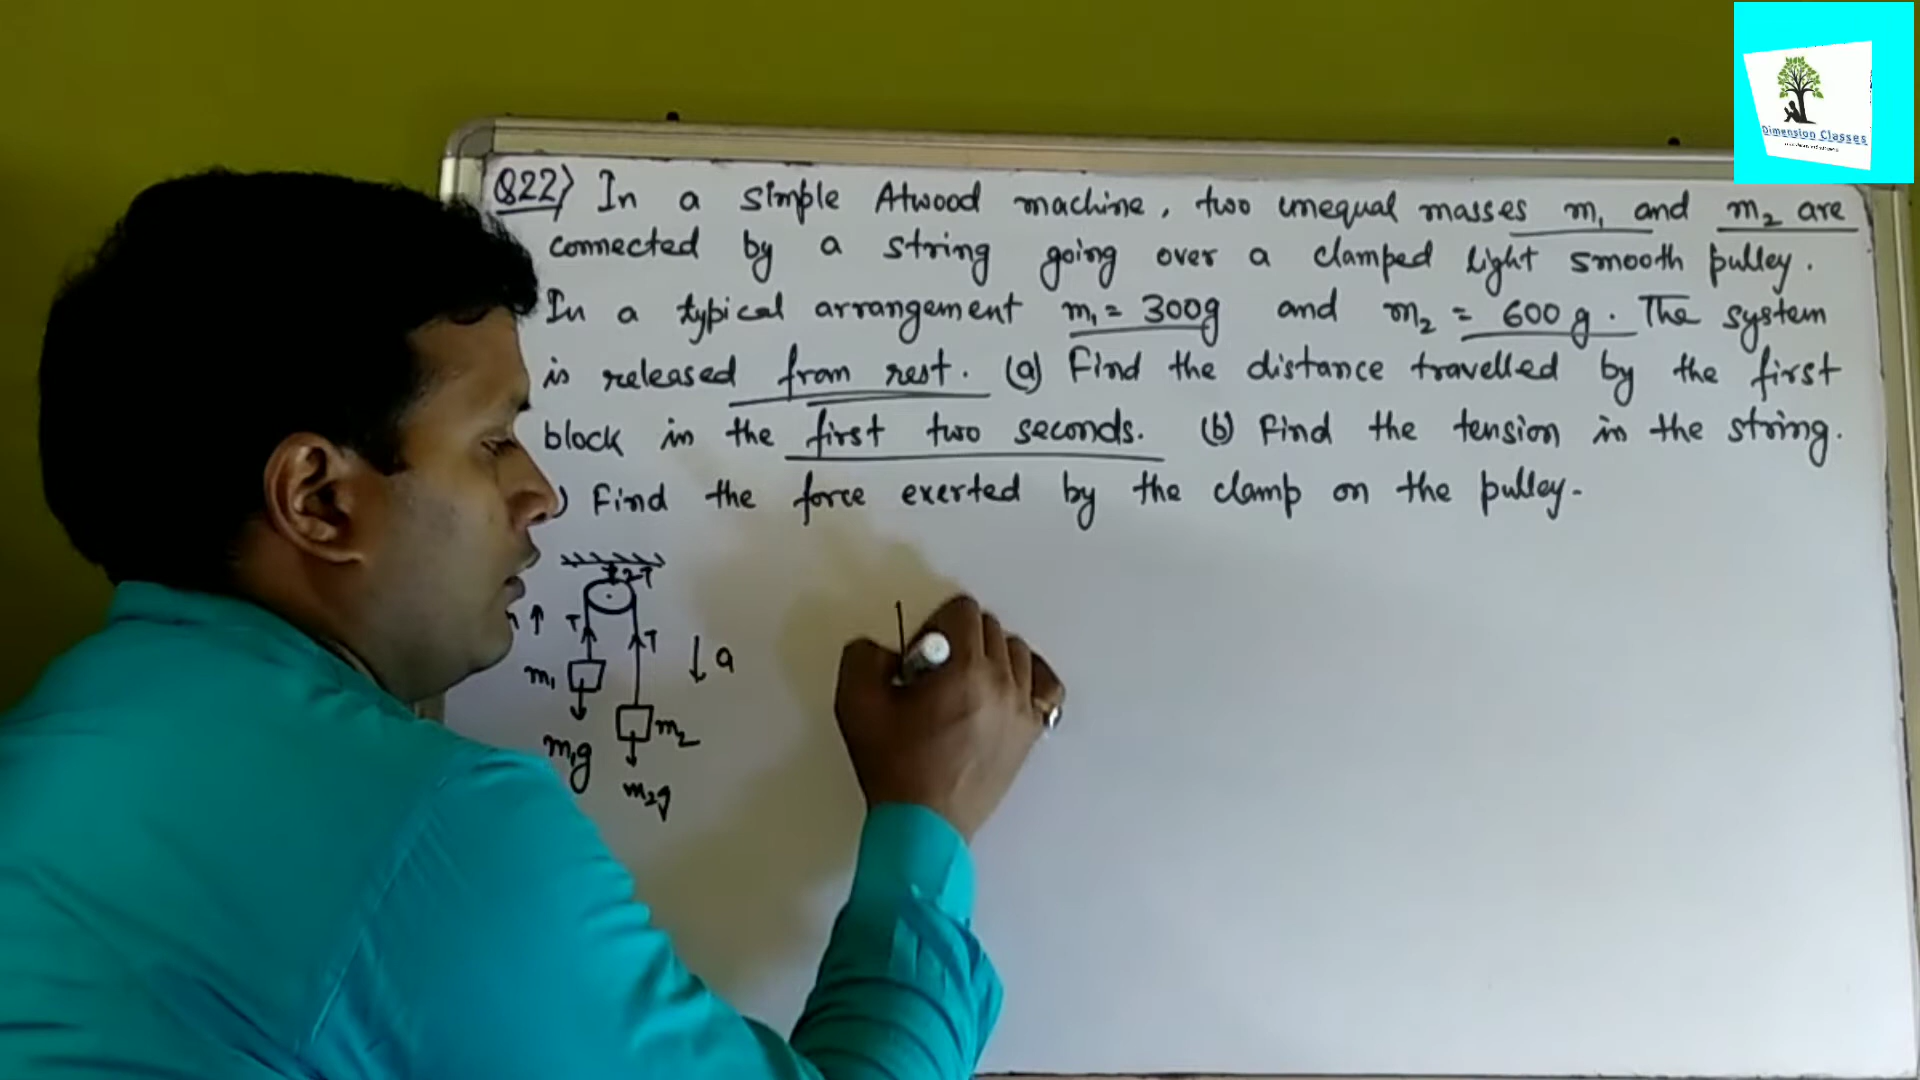 Dimension Classes
Q22) In a simple Atwood machine, two unequal masses m₁ and m₂ are
connected by a string going over a clamped light smooth pulley.
In a typical arrangement m₁ = 300g and m₂ = 600 g. The system
is released from rest. (a) Find the distance travelled by the first
block in the first two seconds. (b) Find the tension in the string.
) Find the force exerted by the clamp on the pulley.
2T
T
T
a
m₁
m₂
m₁g
m₂g